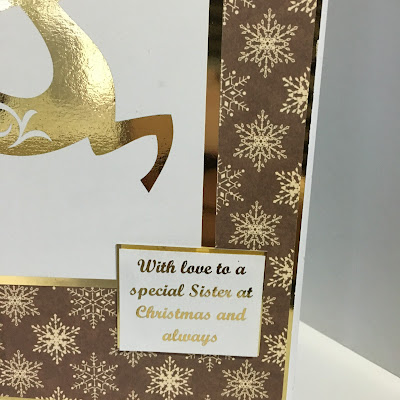 With love to a
special Sister at
Christmas and
always